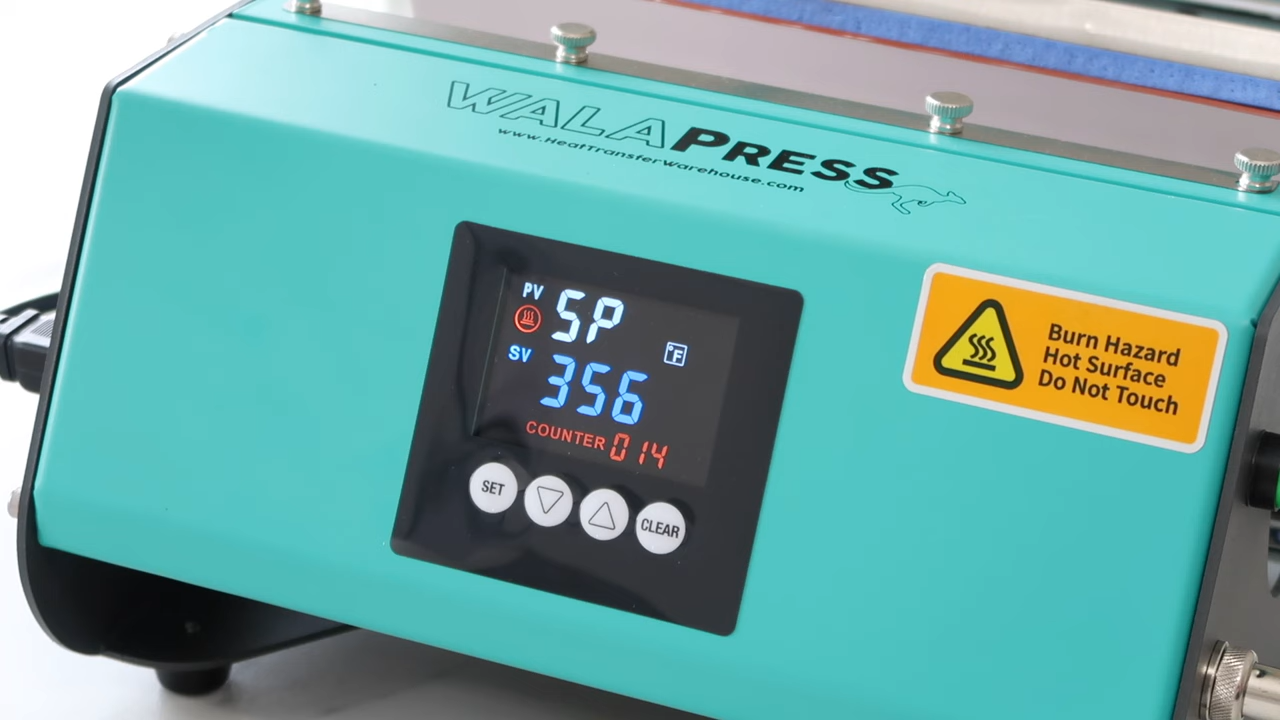 WALAPRESS
www.HeatTransferWarehouse.com
PV SP
°F
SV 356
COUNTER 014
SET
CLEAR
Burn Hazard
Hot Surface
Do Not Touch